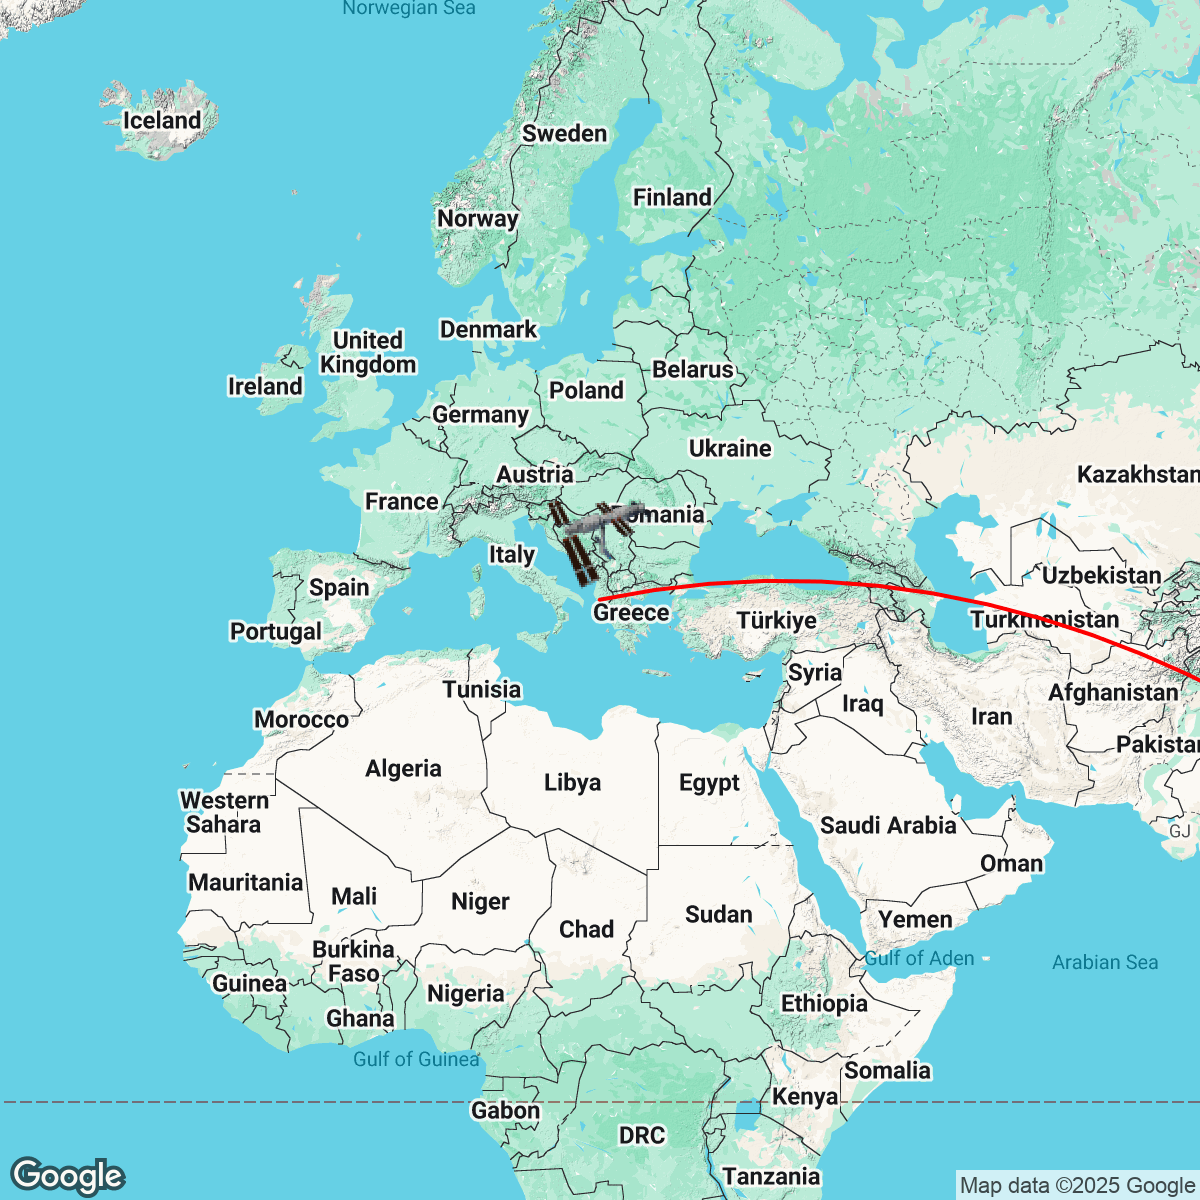 Norwegian Sea
Iceland
Sweden
Finland
Norway
Denmark
United
Kingdom
Ireland
Belarus
Poland
Germany
Ukraine
Austria
Kazakhstan
France
omania
Italy
Uzbekistan
Spain
Greece
Türkiye
Turkmenistan
Portugal
Syria
Tunisia
Afghanistan
Iraq
Iran
Morocco
Pakistan
Algeria
Libya
Egypt
Western
Sahara
Saudi Arabia
GJ
Oman
Mauritania
Mali
Niger
Sudan
Yemen
Chad
Burkina
Faso
Gulf of Aden
Arabian Sea
Guinea
Nigeria
Ethiopia
Ghana
Gulf of Guinea
Somalia
Kenya
Gabon
DRC
Tanzania
Google
Map data ©2025 Google